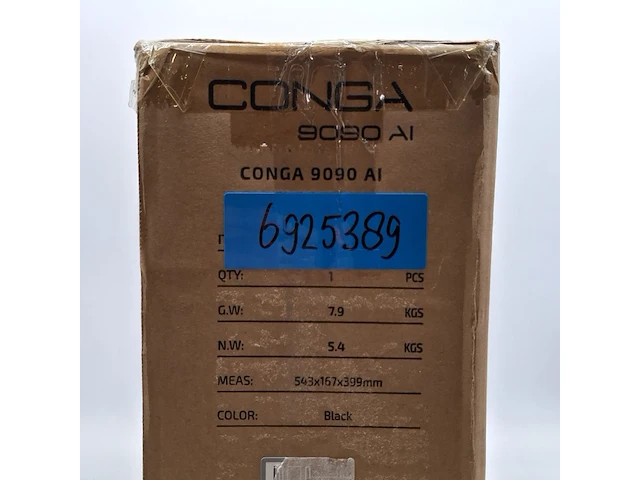 CONGA
9090 AI
CONGA 9090 AI
6925389
QTY: 1 PCS
G.W: 7.9 KGS
N.W: 5.4 KGS
MEAS: 543x167x399mm
COLOR: Black